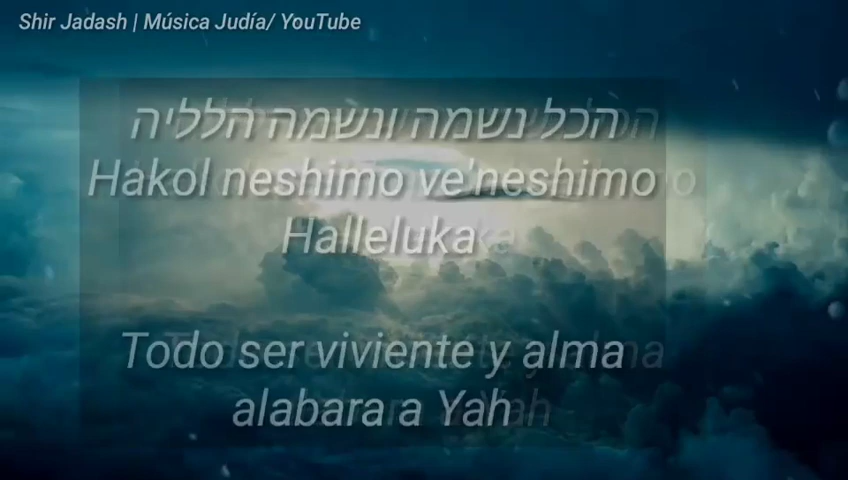 Shir Jadash | Música Judía/ YouTube
הכל נשמה ונשמה הלליה
Hakol neshimo ve'neshimo
Halleluka
Todo ser viviente y alma
alabara a Yah